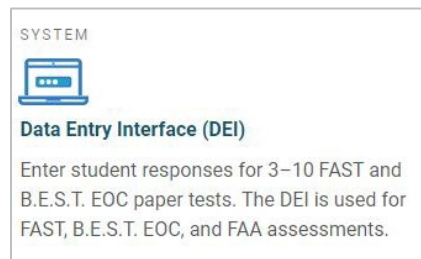 SYSTEM
Data Entry Interface (DEI)
Enter student responses for 3–10 FAST and
B.E.S.T. EOC paper tests. The DEI is used for
FAST, B.E.S.T. EOC, and FAA assessments.